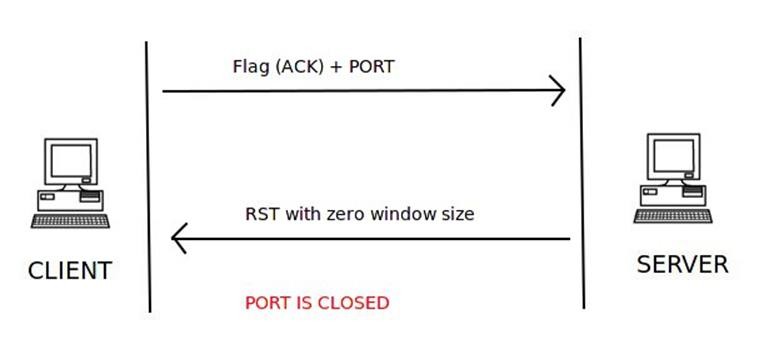 Flag (ACK) + PORT
RST with zero window size
CLIENT
SERVER
PORT IS CLOSED